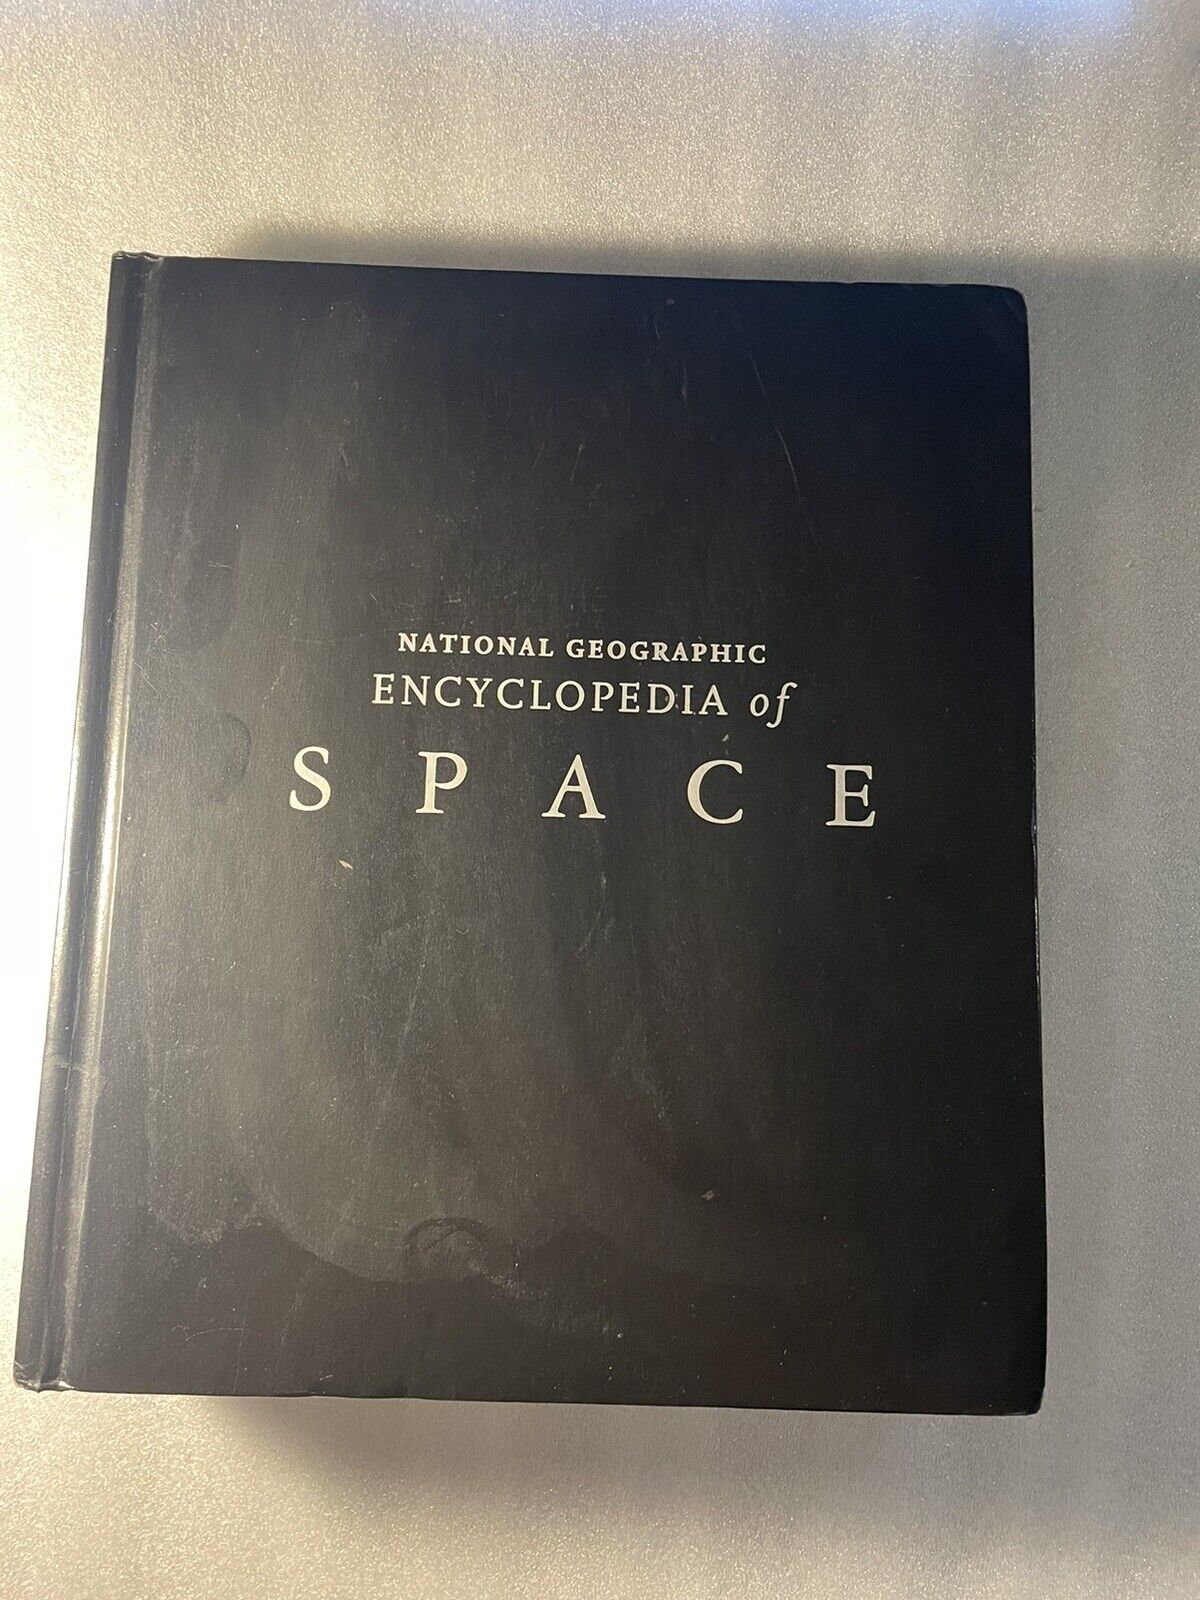 NATIONAL GEOGRAPHIC
ENCYCLOPEDIA of
SPACE